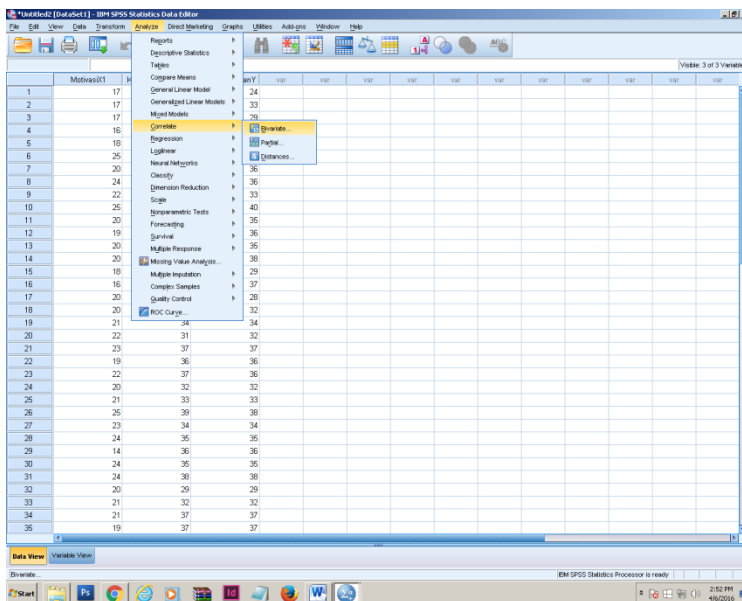 *Untitled2 [DataSet1] - IBM SPSS Statistics Data Editor
File Edit View Data Transform Analyze Direct Marketing Graphs Utilities Add-ons Window Help
Visible: 3 of 3 Variabl
Reports
Descriptive Statistics
Tables
Compare Means
General Linear Model
Generalized Linear Models
Mixed Models
Correlate
Regression
Loglinear
Neural Networks
Classify
Dimension Reduction
Scale
Nonparametric Tests
Forecasting
Survival
Multiple Response
Missing Value Analysis...
Multiple Imputation
Complex Samples
Quality Control
ROC Curve...
Bivariate...
Partial...
Distances...
MotivasiX1 K anY var var var var var var var var var
1 17 24
2 17 33
3 17 29
4 16
5 18
6 25
7 20 36
8 24 36
9 22 33
10 25 40
11 20 35
12 19 36
13 20 35
14 20 38
15 18 29
16 16 37
17 20 28
18 20 32
19 21 34 34
20 22 31 32
21 23 37 37
22 19 36 36
23 22 37 36
24 20 32 32
25 21 33 33
26 25 39 38
27 23 34 34
28 24 35 35
29 14 36 36
30 24 35 35
31 24 38 38
32 20 29 29
33 21 32 32
34 21 37 37
35 19 37 37
Data View Variable View
Bivariate... IBM SPSS Statistics Processor is ready
Start Ps Id W
2:52 PM
4/6/2016